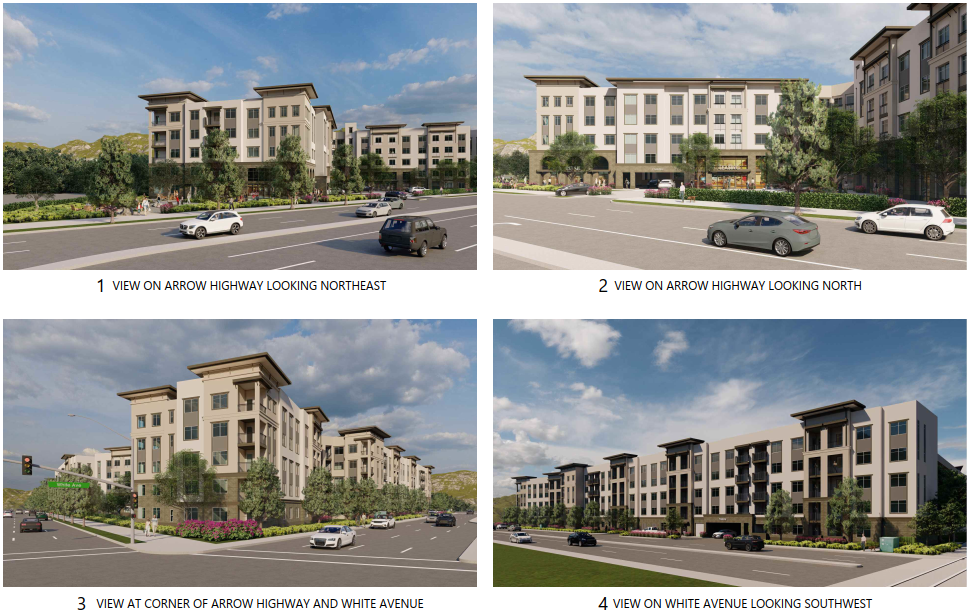 1 VIEW ON ARROW HIGHWAY LOOKING NORTHEAST
2 VIEW ON ARROW HIGHWAY LOOKING NORTH
3 VIEW AT CORNER OF ARROW HIGHWAY AND WHITE AVENUE
4 VIEW ON WHITE AVENUE LOOKING SOUTHWEST